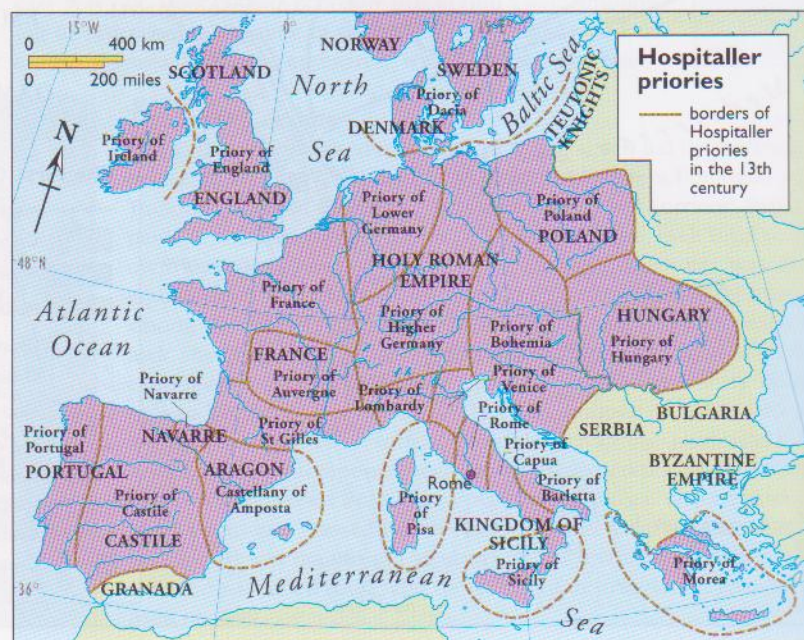 15°W
0°
0
400 km
0
200 miles
NORWAY
SCOTLAND
SWEDEN
North
Sea
Baltic Sea
Priory of
Dacia
DENMARK
TEUTONIC
KNIGHTS
Hospitaller
priories
borders of
Hospitaller
priories
in the 13th
century
N
Priory of
Ireland
Priory of
England
ENGLAND
Priory of
Lower
Germany
Priory of
Poland
POLAND
48°N
HOLY ROMAN
EMPIRE
Priory of
France
Atlantic
Ocean
Priory of
Higher
Germany
Priory of
Bohemia
HUNGARY
Priory of
Hungary
FRANCE
Priory of
Auvergne
Priory of
Navarre
Priory of
Lombardy
Priory of
Venice
Priory of
St Gilles
NAVARRE
Priory of
Rome
SERBIA
BULGARIA
Priory of
Portugal
PORTUGAL
ARAGON
Castellany of
Amposta
Rome
Priory of
Capua
BYZANTINE
EMPIRE
Priory of
Castile
CASTILE
Priory
of
Pisa
Priory of
Barletta
KINGDOM OF
SICILY
Priory of
Sicily
Priory of
Morea
GRANADA
36°
Mediterranean
Sea